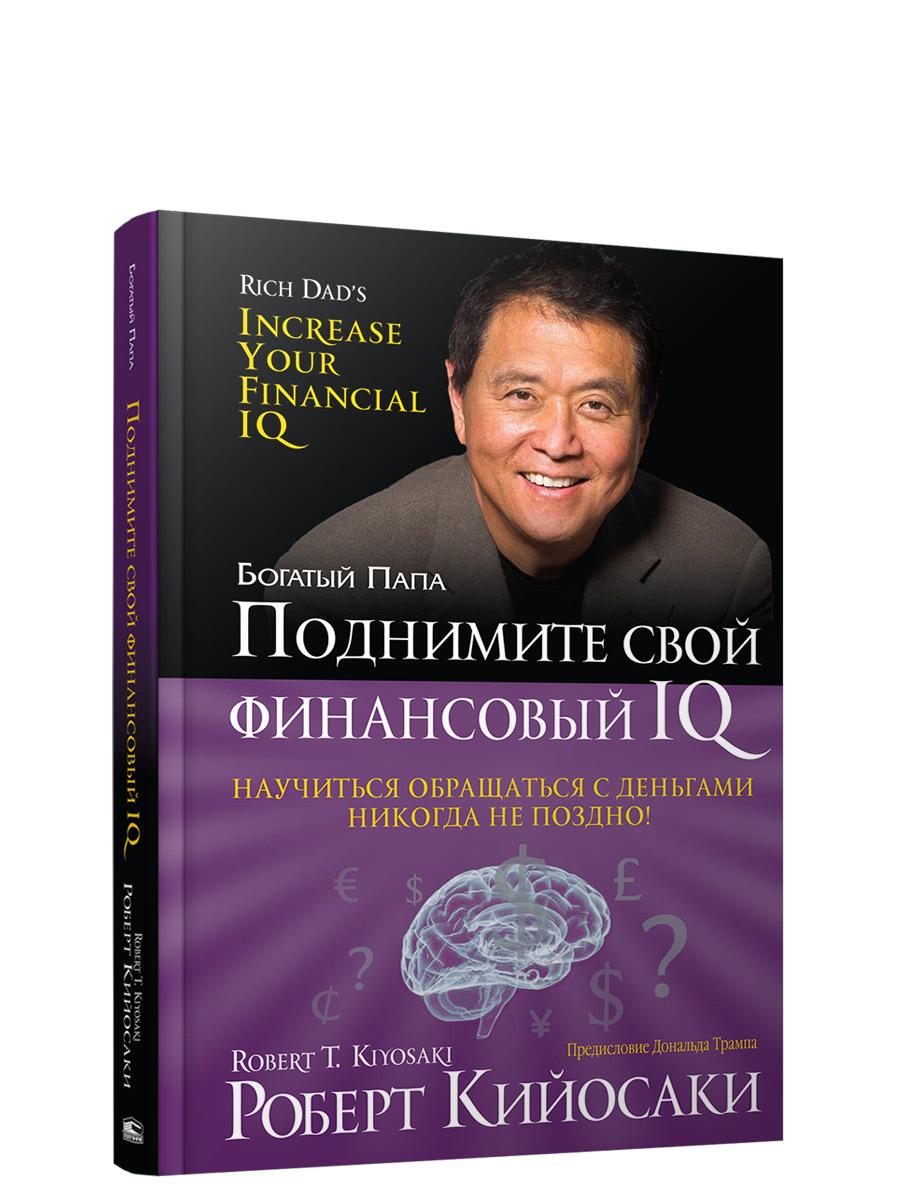 Rich Dad's
Increase
Your
Financial
IQ
Богатый Папа
Поднимите свой
финансовый IQ
НАУЧИТЬСЯ ОБРАЩАТЬСЯ С ДЕНЬГАМИ
НИКОГДА НЕ ПОЗДНО!
€ $ $ £
? ?
¢ ¥ $
Предисловие Дональда Трампа
Robert T. Kiyosaki
Роберт Кийосаки
Богатый Папа
Поднимите свой финансовый IQ
Robert T. Kiyosaki
Роберт Кийосаки
ПОПУРРИ